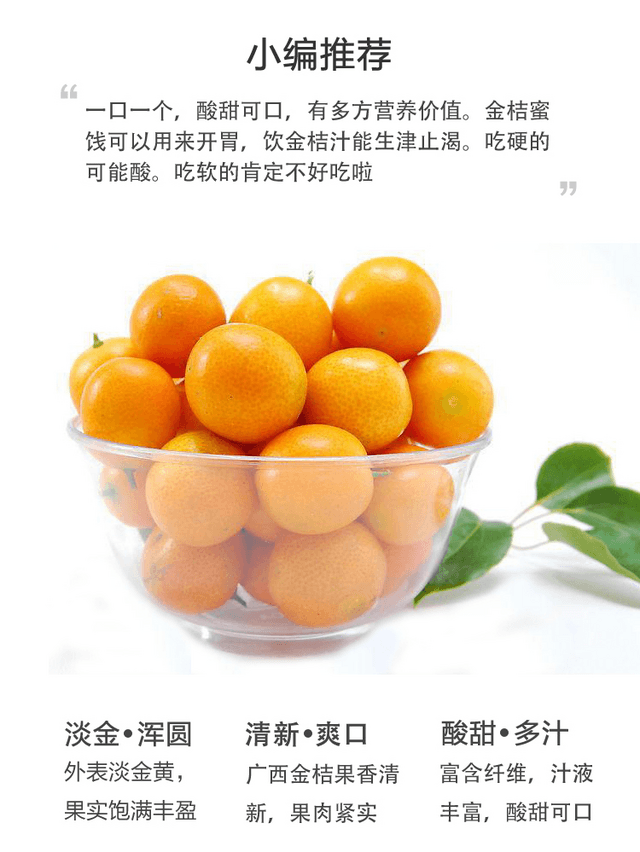 小编推荐
“
一口一个，酸甜可口，有多方营养价值。金桔蜜
饯可以用来开胃，饮金桔汁能生津止渴。吃硬的
可能酸。吃软的肯定不好吃啦
”
淡金•浑圆
外表淡金黄，
果实饱满丰盈
清新•爽口
广西金桔果香清
新，果肉紧实
酸甜•多汁
富含纤维，汁液
丰富，酸甜可口